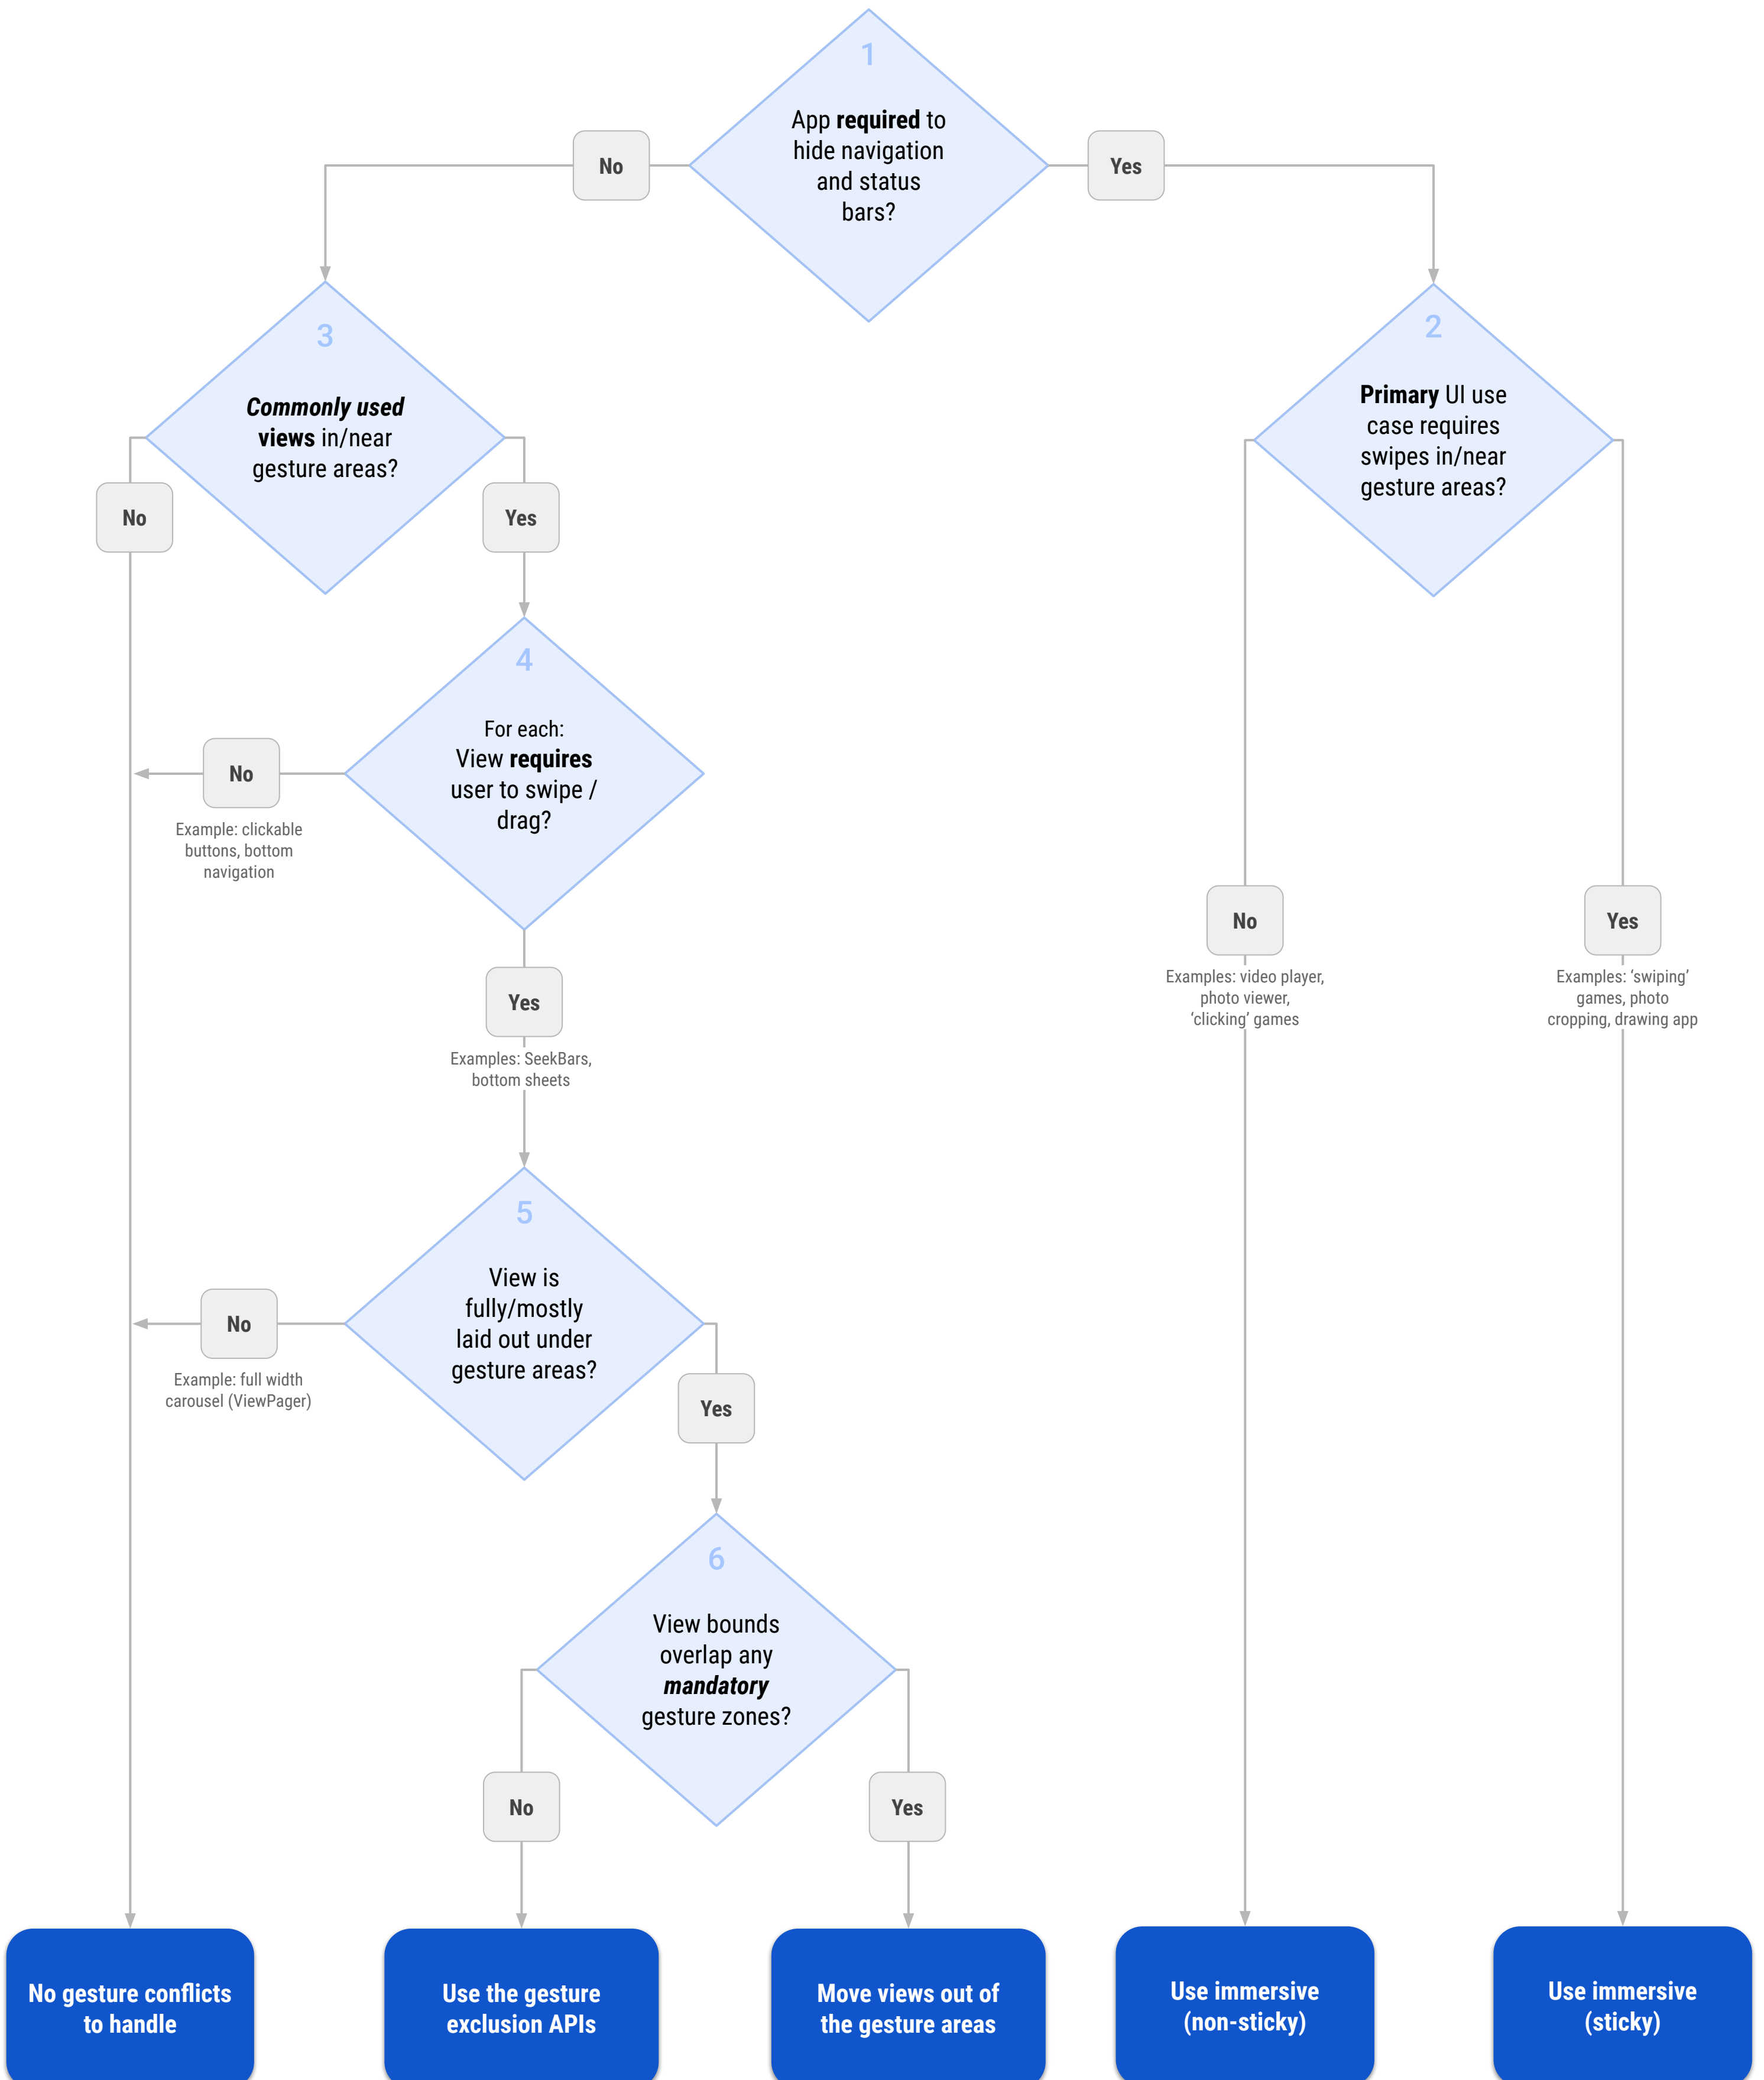 1
App required to
hide navigation
and status
bars?
No
Yes
3
Commonly used
views in/near
gesture areas?
No
Yes
2
Primary UI use
case requires
swipes in/near
gesture areas?
4
For each:
View requires
user to swipe /
drag?
No
Example: clickable
buttons, bottom
navigation
Yes
Examples: SeekBars,
bottom sheets
No
Examples: video player,
photo viewer,
‘clicking’ games
Yes
Examples: ‘swiping’
games, photo
cropping, drawing app
5
View is
fully/mostly
laid out under
gesture areas?
No
Example: full width
carousel (ViewPager)
Yes
6
View bounds
overlap any
mandatory
gesture zones?
No
Yes
No gesture conflicts
to handle
Use the gesture
exclusion APIs
Move views out of
the gesture areas
Use immersive
(non-sticky)
Use immersive
(sticky)